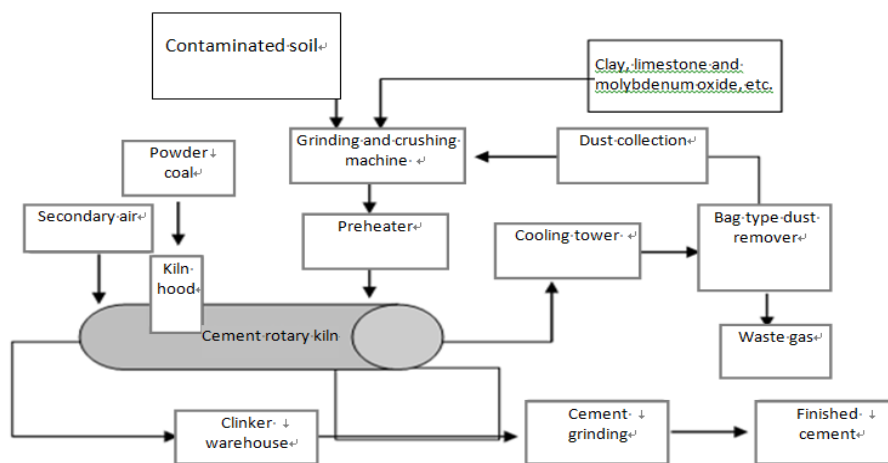 Contaminated soil
Clay, limestone and
molybdenum oxide, etc.
Grinding and crushing
machine
Dust collection
Powder
coal
Secondary air
Preheater
Cooling tower
Bag type dust
remover
Kiln
hood
Cement rotary kiln
Waste gas
Clinker
warehouse
Cement
grinding
Finished
cement